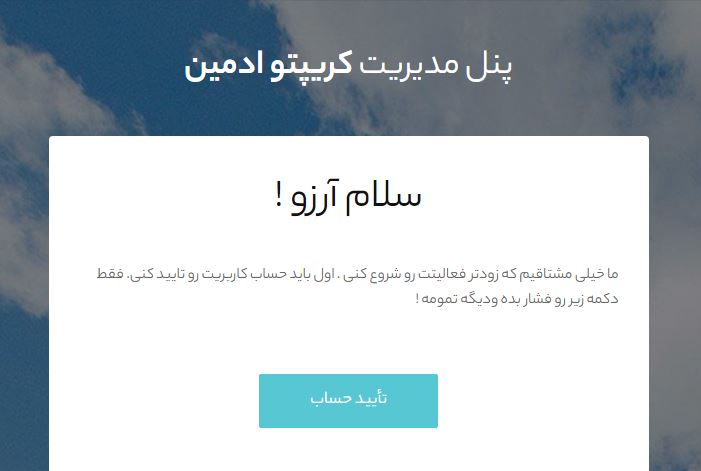 پنل مدیریت کریپتو ادمین
سلام آرزو !
ما خیلی مشتاقیم که زودتر فعالیتت رو شروع کنی . اول باید حساب کاربریت رو تایید کنی. فقط
دکمه زیر رو فشار بده ودیگه تمومه !
تأیید حساب